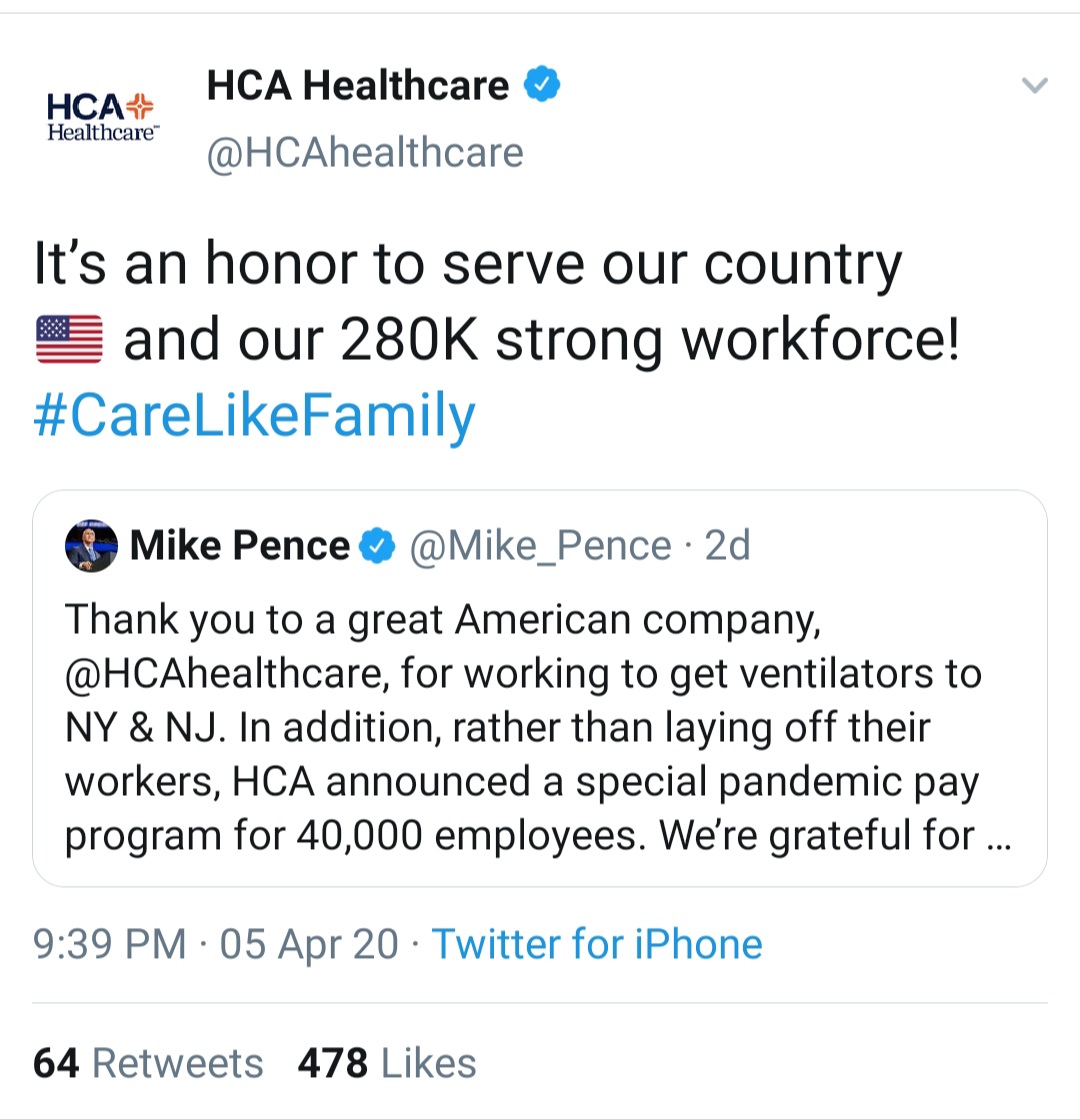 HCA
Healthcare™
HCA Healthcare
@HCAhealthcare
It’s an honor to serve our country
🇺🇸 and our 280K strong workforce!
#CareLikeFamily
Mike Pence @Mike_Pence · 2d
Thank you to a great American company,
@HCAhealthcare, for working to get ventilators to
NY & NJ. In addition, rather than laying off their
workers, HCA announced a special pandemic pay
program for 40,000 employees. We’re grateful for ...
9:39 PM · 05 Apr 20 · Twitter for iPhone
64 Retweets 478 Likes